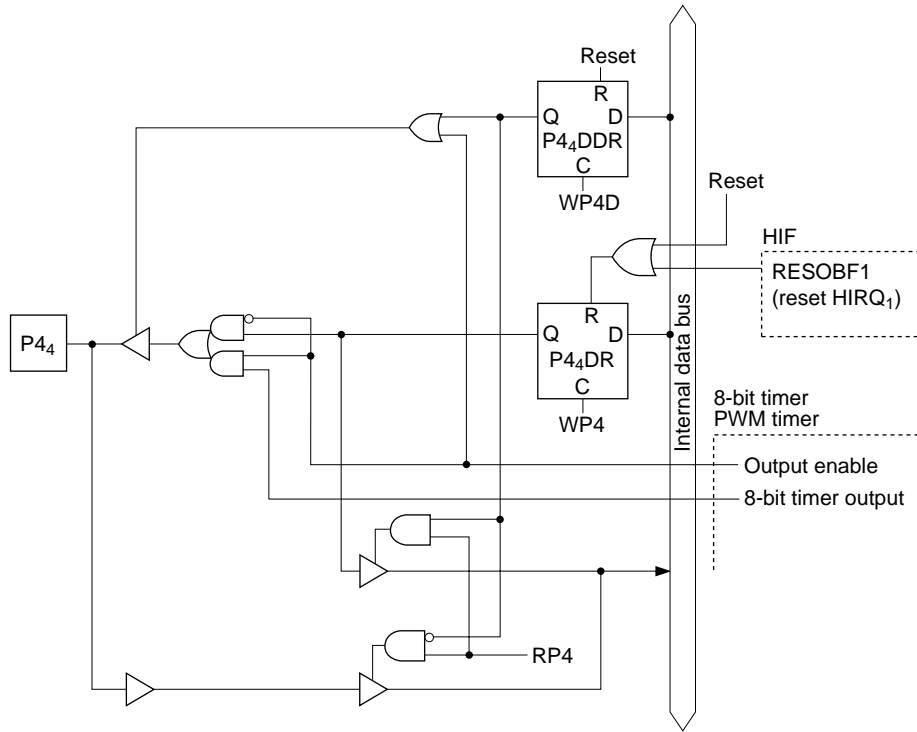 Reset
R
Q D
P4₄DDR
C
WP4D
Reset
HIF
RESOBF1
(reset HIRQ₁)
R
Q D
P4₄DR
C
WP4
P4₄
Internal data bus
8-bit timer
PWM timer
Output enable
8-bit timer output
RP4